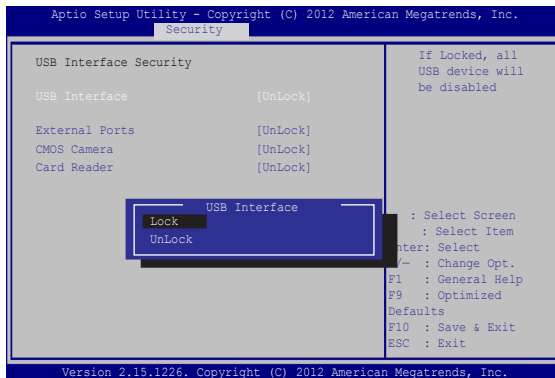 Aptio Setup Utility - Copyright (C) 2012 American Megatrends, Inc.
Security
USB Interface Security
USB Interface [UnLock]
External Ports [UnLock]
CMOS Camera [UnLock]
Card Reader [UnLock]
USB Interface
Lock
UnLock
If Locked, all
USB device will
be disabled
: Select Screen
: Select Item
nter: Select
/— : Change Opt.
F1 : General Help
F9 : Optimized
Defaults
F10 : Save & Exit
ESC : Exit
Version 2.15.1226. Copyright (C) 2012 American Megatrends, Inc.